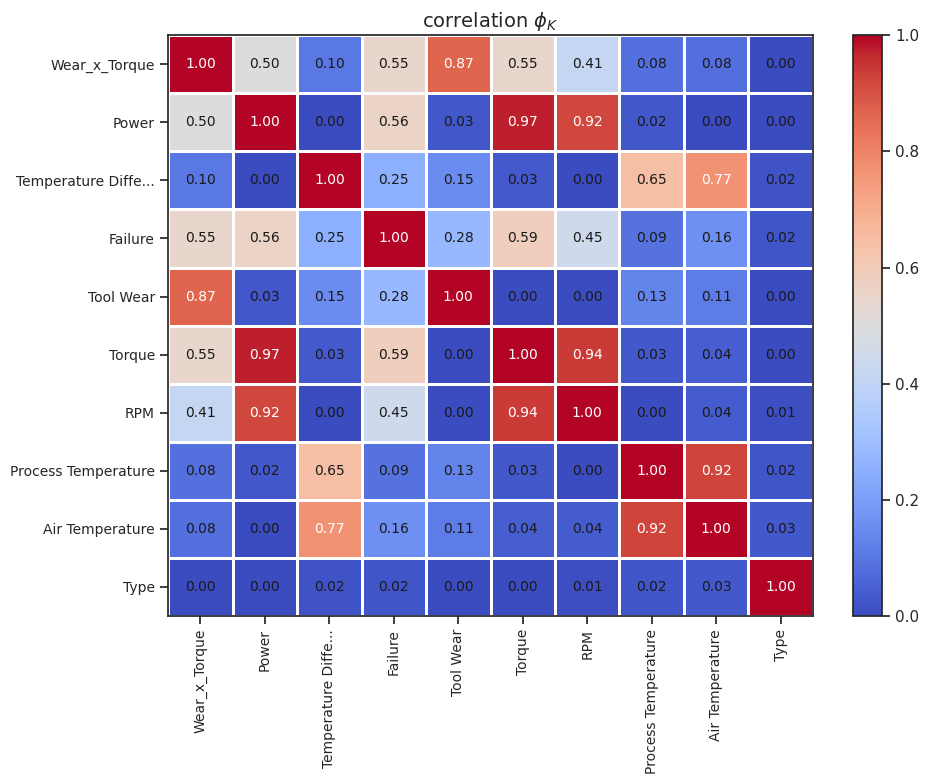 correlation ϕK
Wear_x_Torque 1.00 0.50 0.10 0.55 0.87 0.55 0.41 0.08 0.08 0.00
Power 0.50 1.00 0.00 0.56 0.03 0.97 0.92 0.02 0.00 0.00
Temperature Diffe... 0.10 0.00 1.00 0.25 0.15 0.03 0.00 0.65 0.77 0.02
Failure 0.55 0.56 0.25 1.00 0.28 0.59 0.45 0.09 0.16 0.02
Tool Wear 0.87 0.03 0.15 0.28 1.00 0.00 0.00 0.13 0.11 0.00
Torque 0.55 0.97 0.03 0.59 0.00 1.00 0.94 0.03 0.04 0.00
RPM 0.41 0.92 0.00 0.45 0.00 0.94 1.00 0.00 0.04 0.01
Process Temperature 0.08 0.02 0.65 0.09 0.13 0.03 0.00 1.00 0.92 0.02
Air Temperature 0.08 0.00 0.77 0.16 0.11 0.04 0.04 0.92 1.00 0.03
Type 0.00 0.00 0.02 0.02 0.00 0.00 0.01 0.02 0.03 1.00
Wear_x_Torque
Power
Temperature Diffe...
Failure
Tool Wear
Torque
RPM
Process Temperature
Air Temperature
Type
1.0
0.8
0.6
0.4
0.2
0.0